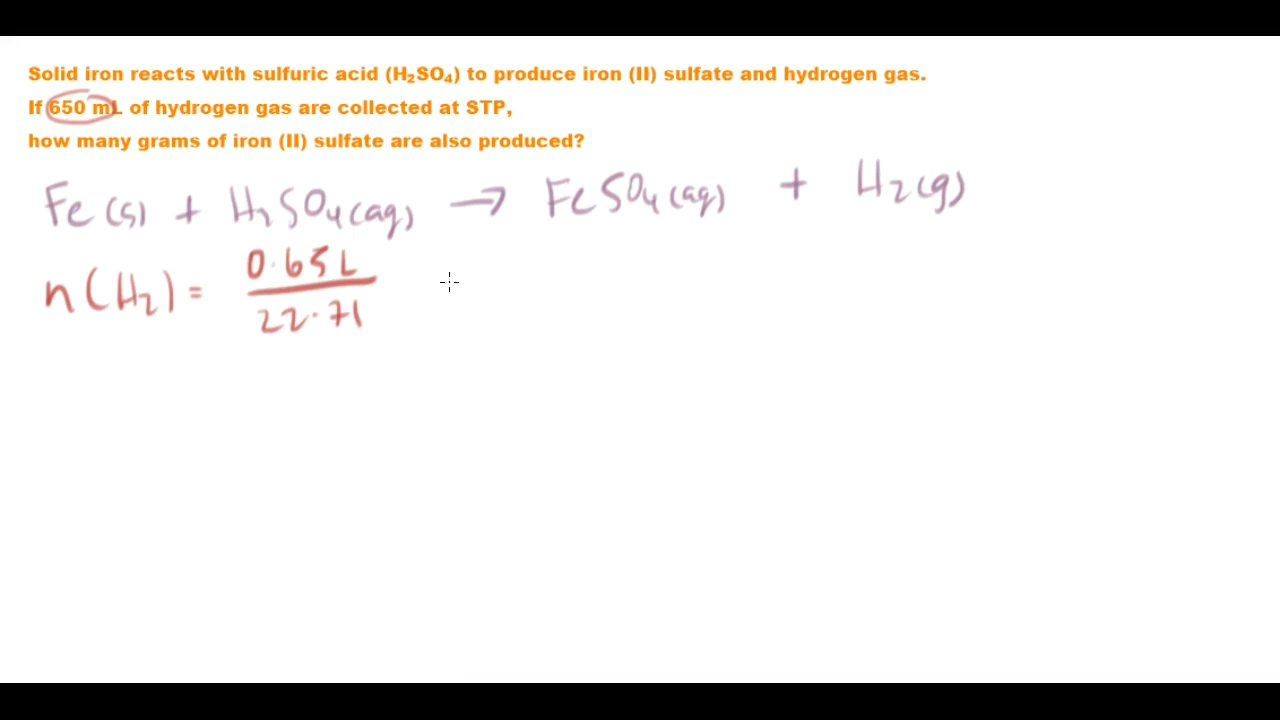 Solid iron reacts with sulfuric acid (H₂SO₄) to produce iron (II) sulfate and hydrogen gas.
If 650 mL of hydrogen gas are collected at STP,
how many grams of iron (II) sulfate are also produced?
Fe(s) + H₂SO₄(aq) → FeSO₄(aq) + H₂(g)
n(H₂) = 0.65L
22.71